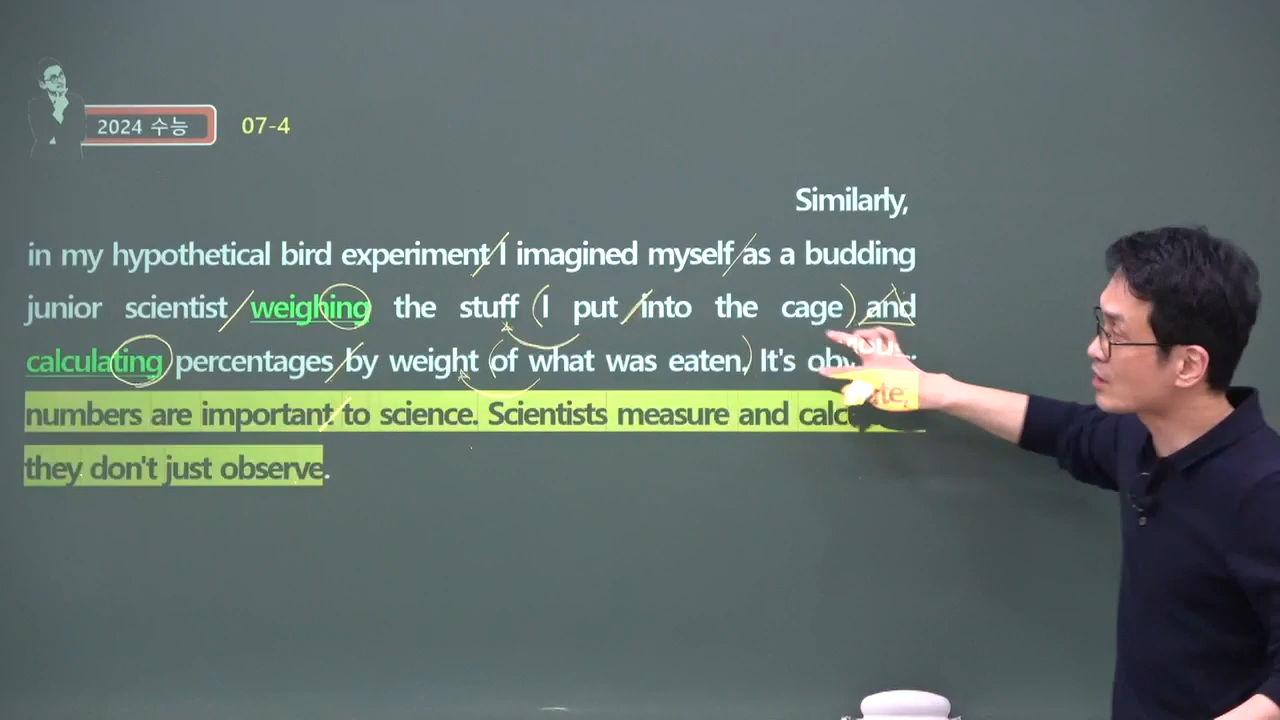 2024 수능 07-4
Similarly,
in my hypothetical bird experiment I imagined myself as a budding
junior scientist weighing the stuff I put into the cage and
calculating percentages by weight of what was eaten. It's obvious:
numbers are important to science. Scientists measure and
they don't just observe.